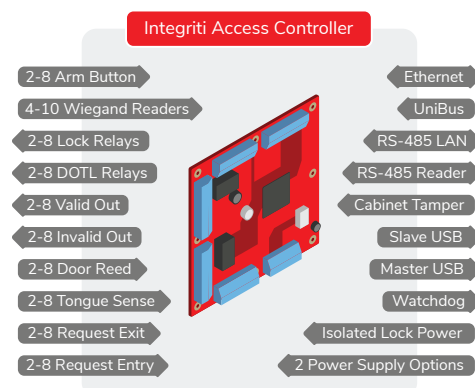 Integriti Access Controller
2-8 Arm Button
4-10 Wiegand Readers
2-8 Lock Relays
2-8 DOTL Relays
2-8 Valid Out
2-8 Invalid Out
2-8 Door Reed
2-8 Tongue Sense
2-8 Request Exit
2-8 Request Entry
Ethernet
UniBus
RS-485 LAN
RS-485 Reader
Cabinet Tamper
Slave USB
Master USB
Watchdog
Isolated Lock Power
2 Power Supply Options